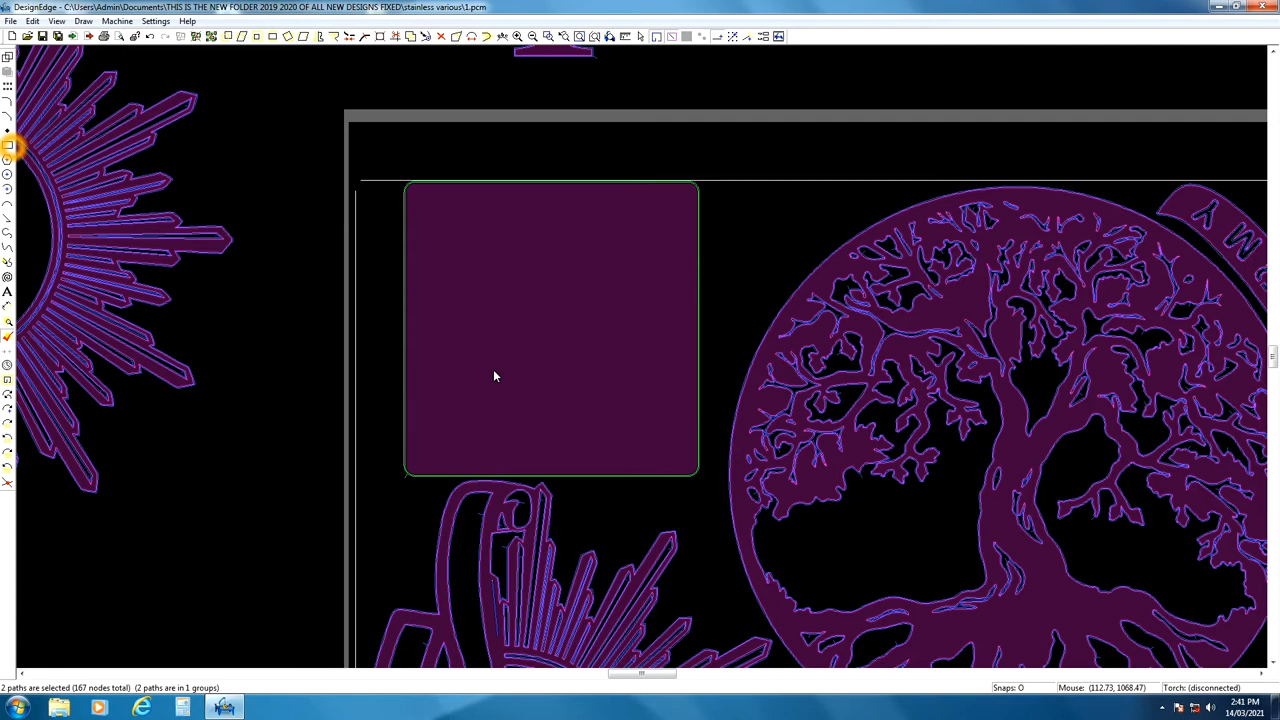 DesignEdge - C:\Users\Admin\Documents\THIS IS THE NEW FOLDER 2019 2020 OF ALL NEW DESIGNS FIXED\stainless various\1.pcm
File Edit View Draw Machine Settings Help
A
M Y
2 paths are selected (167 nodes total) (2 paths are in 1 groups)
Snaps: O
Mouse: (112.73, 1068.47)
Torch: (disconnected)
2:41 PM
14/03/2021